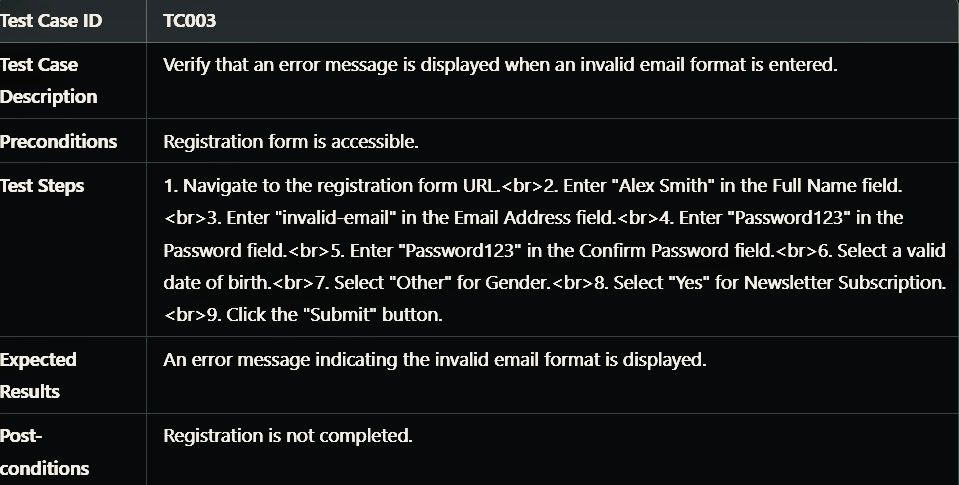 Test Case ID TC003
Test Case Verify that an error message is displayed when an invalid email format is entered.
Description
Preconditions Registration form is accessible.
Test Steps 1. Navigate to the registration form URL.<br>2. Enter "Alex Smith" in the Full Name field.
<br>3. Enter "invalid-email" in the Email Address field.<br>4. Enter "Password123" in the
Password field.<br>5. Enter "Password123" in the Confirm Password field.<br>6. Select a valid
date of birth.<br>7. Select "Other" for Gender.<br>8. Select "Yes" for Newsletter Subscription.
<br>9. Click the "Submit" button.
Expected An error message indicating the invalid email format is displayed.
Results
Post- Registration is not completed.
conditions